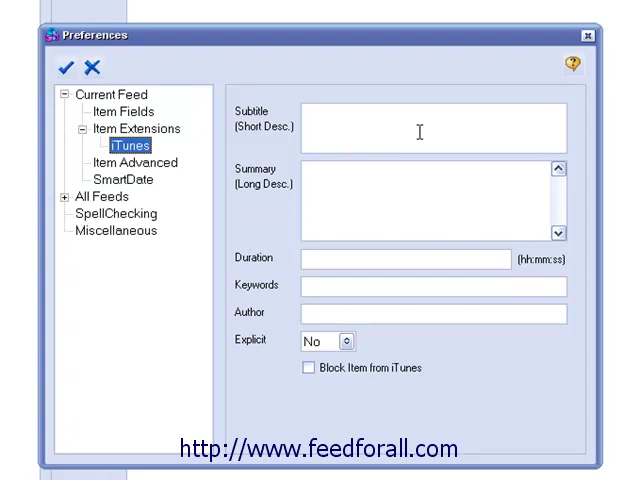 Preferences
Current Feed
Item Fields
Item Extensions
iTunes
Item Advanced
SmartDate
All Feeds
SpellChecking
Miscellaneous
Subtitle
(Short Desc.)
Summary
(Long Desc.)
Duration
(hh:mm:ss)
Keywords
Author
Explicit
No
Block Item from iTunes
http://www.feedforall.com